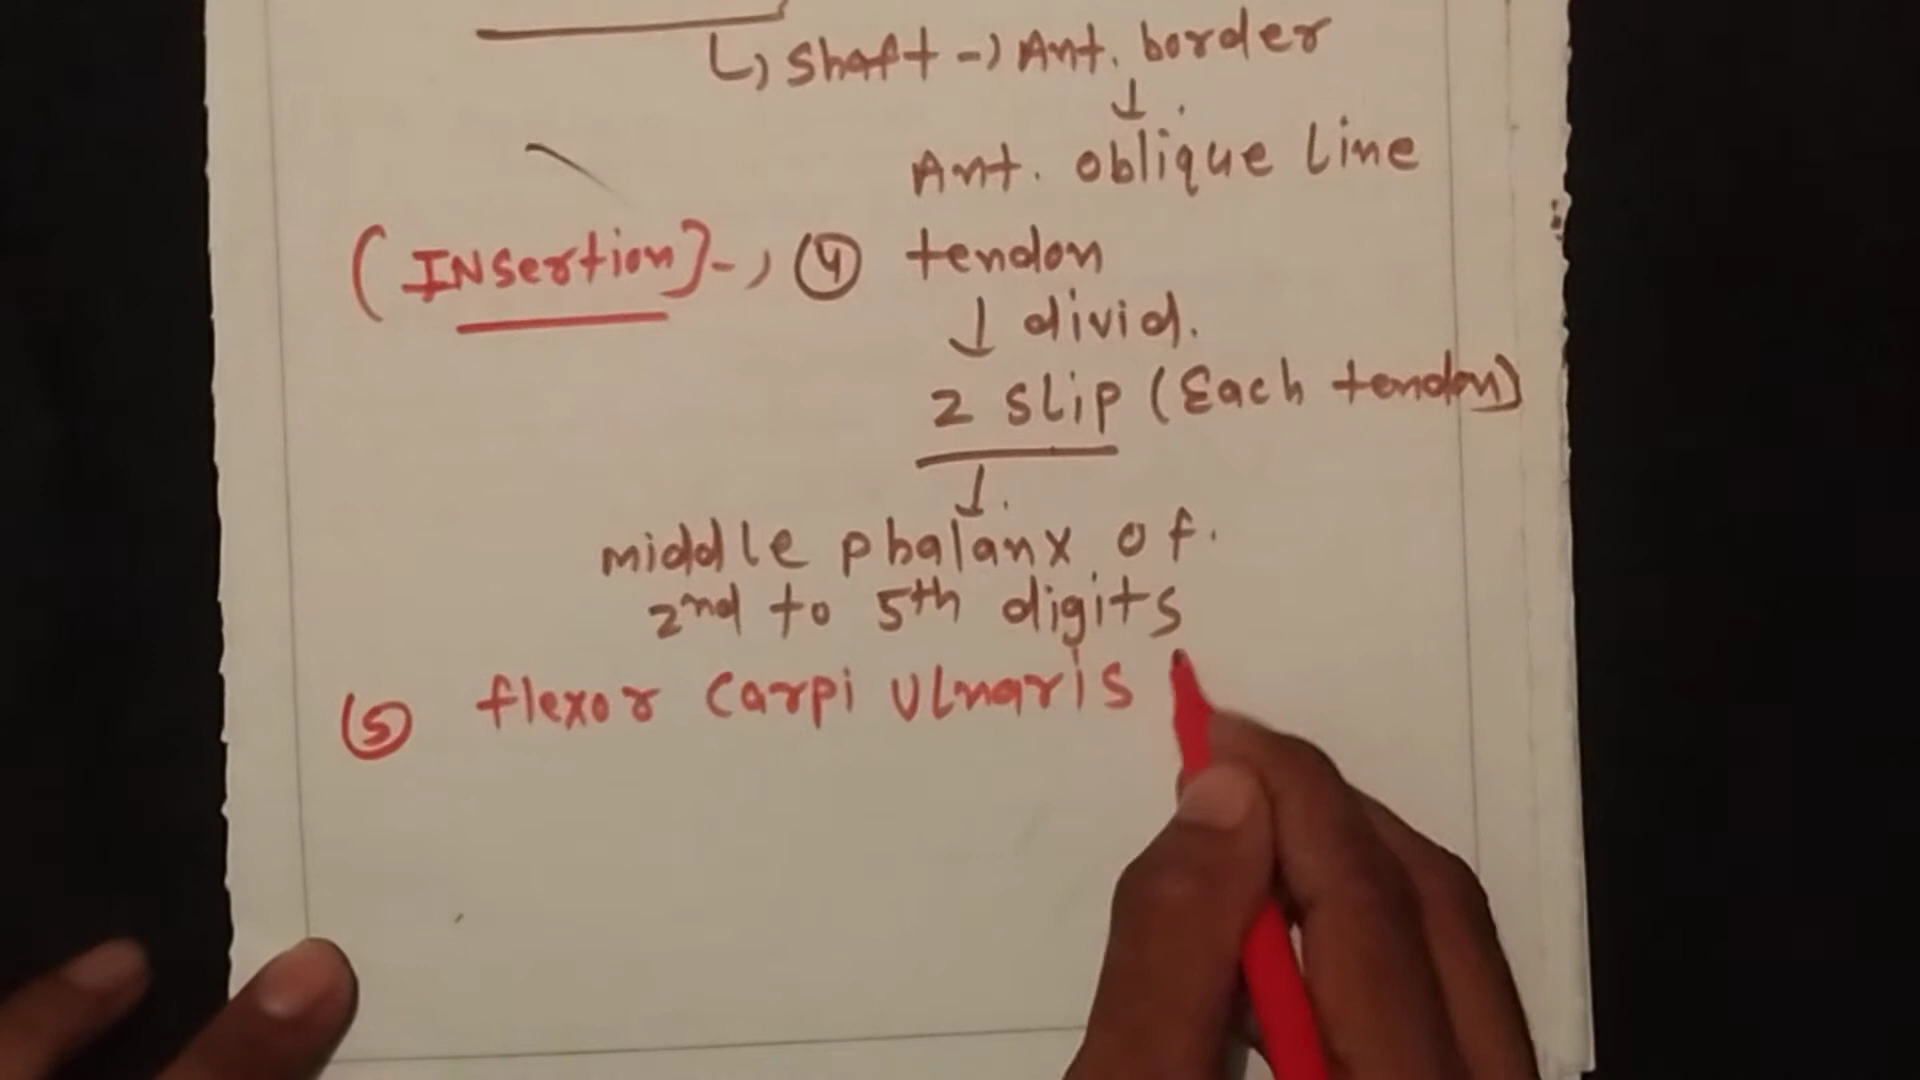 ↳ Shaft → Ant. border
↓
Ant. oblique Line
(INsertion] → ④ tendon
↓ divid.
2 slip (Each tendon)
↓
middle phalanx of.
2nd to 5th digits
⑤ flexor Carpi Ulnaris